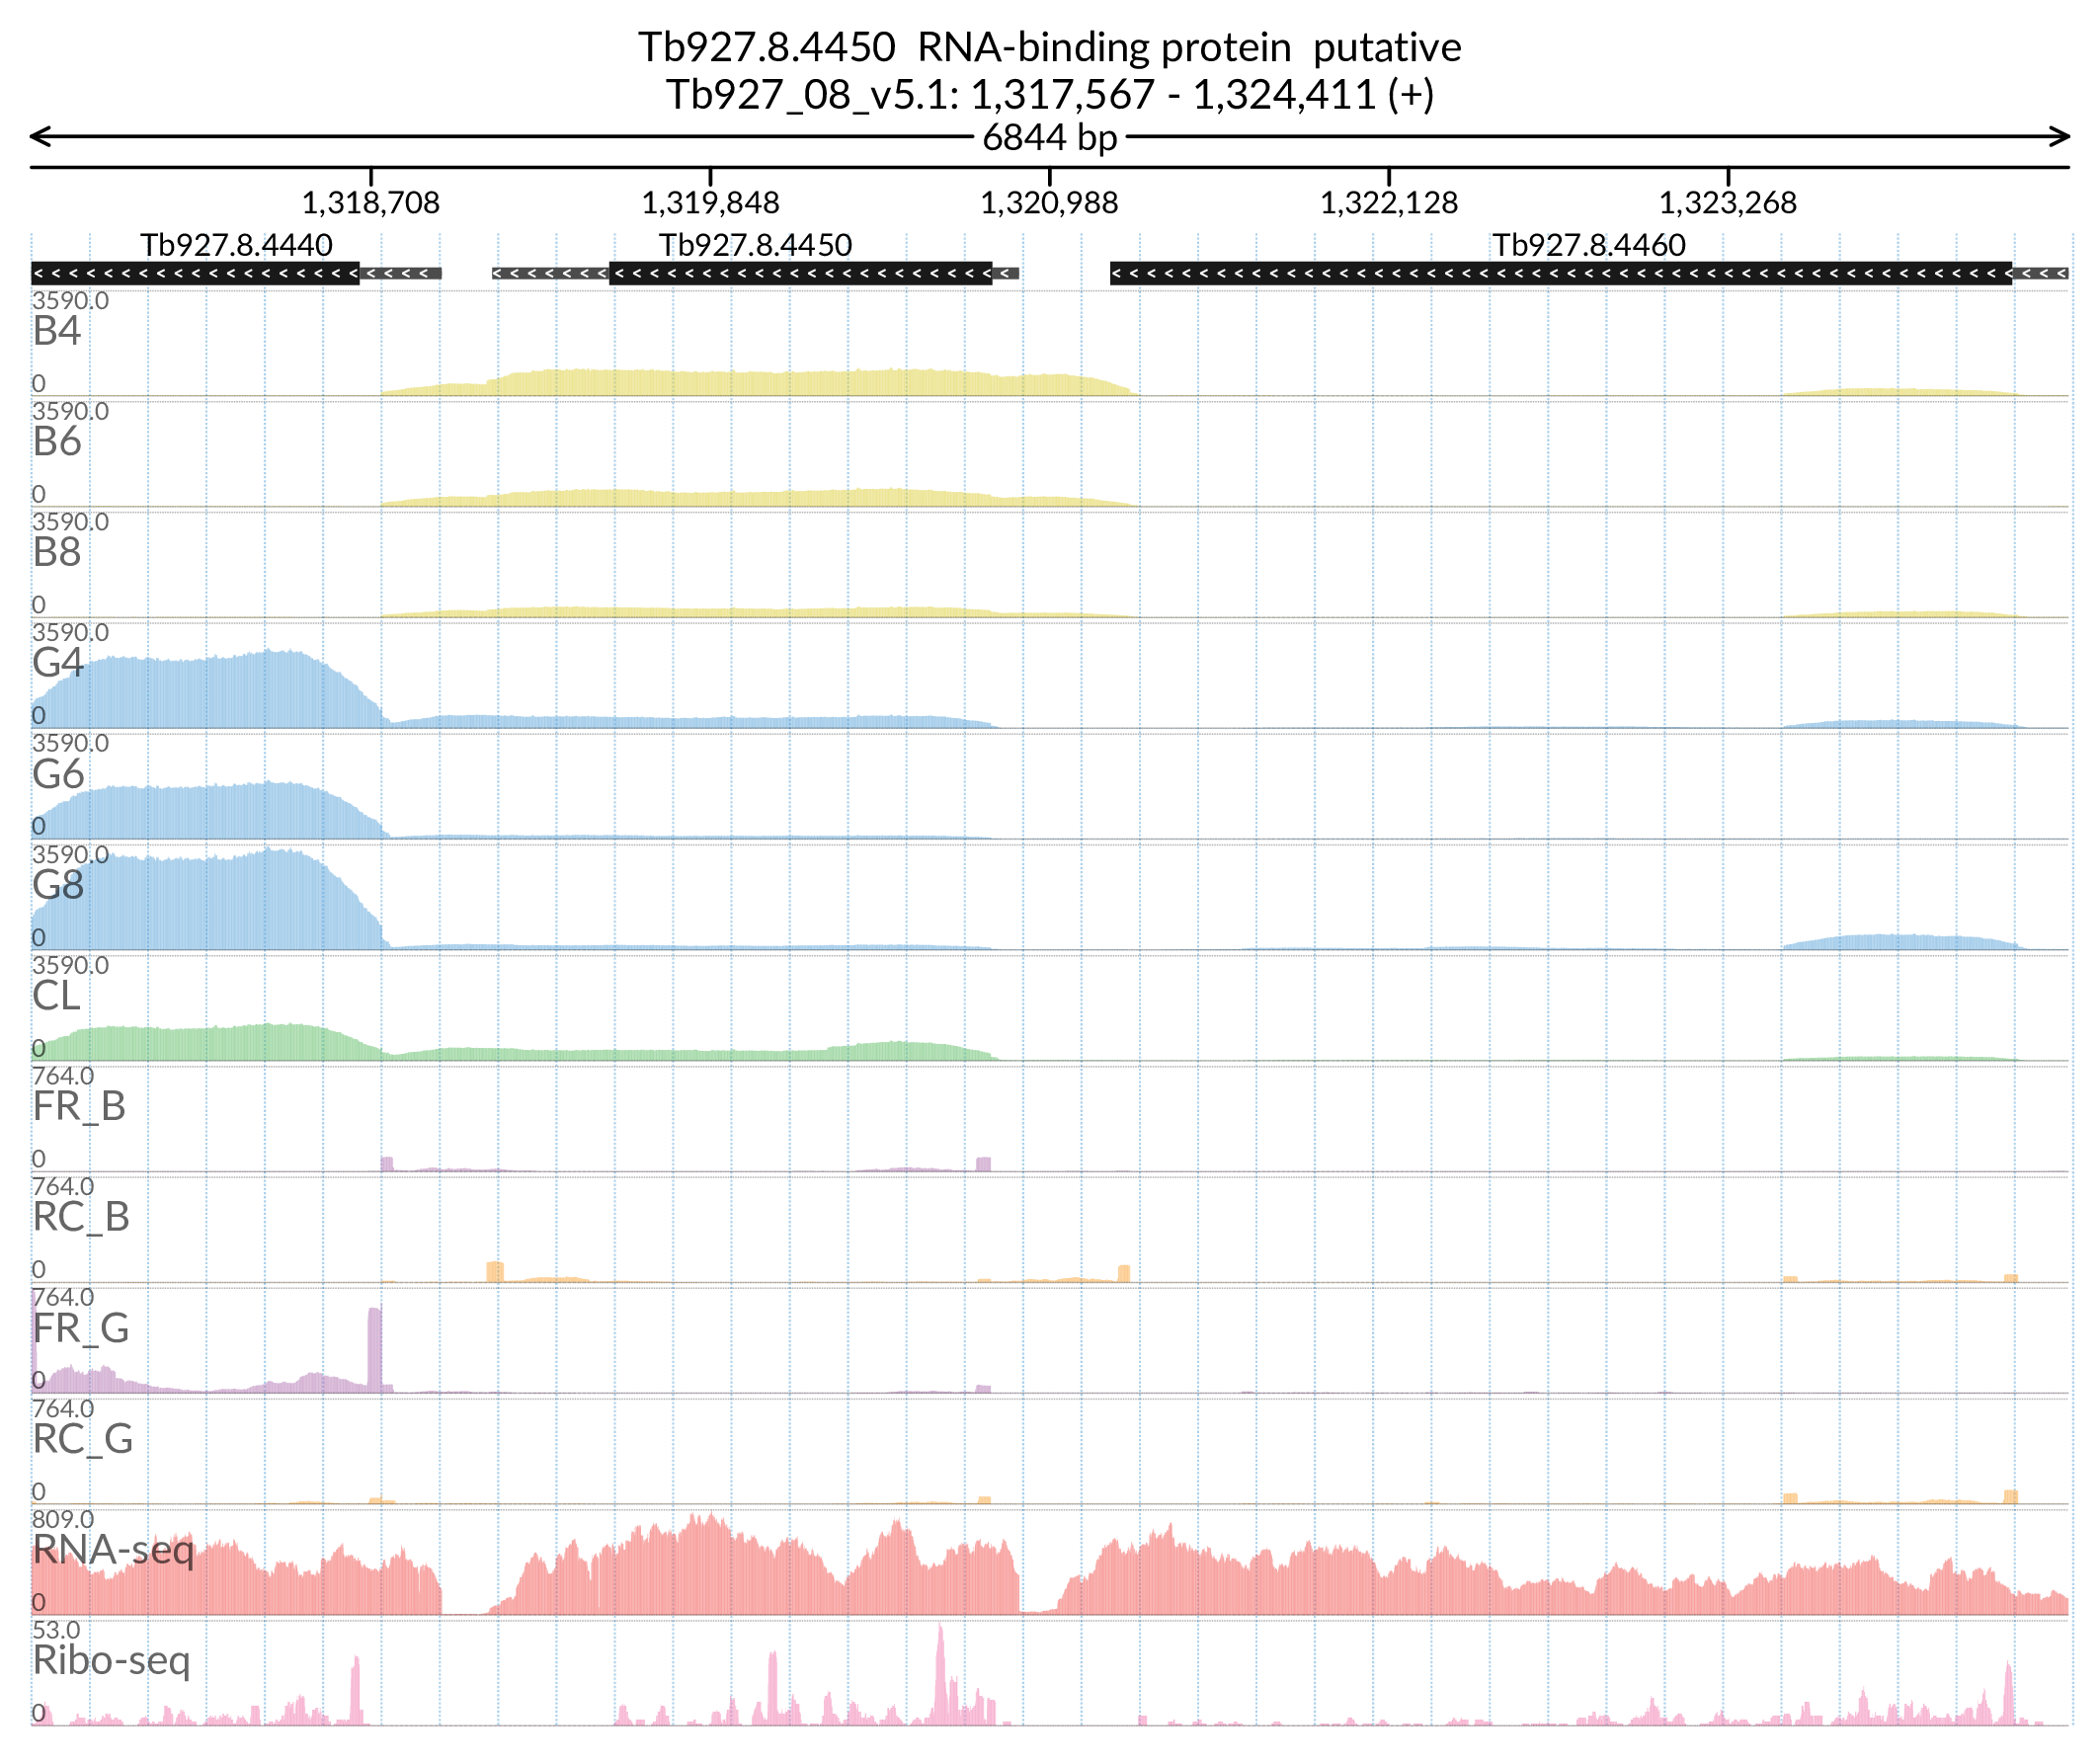 Tb927.8.4450  RNA-binding protein  putative
Tb927_08_v5.1: 1,317,567 - 1,324,411 (+)
6844 bp
1,318,708 1,319,848 1,320,988 1,322,128 1,323,268
Tb927.8.4440 Tb927.8.4450 Tb927.8.4460
3590.0
B4
0
3590.0
B6
0
3590.0
B8
0
3590.0
G4
0
3590.0
G6
0
3590.0
G8
0
3590.0
CL
0
764.0
FR_B
0
764.0
RC_B
0
764.0
FR_G
0
764.0
RC_G
0
809.0
RNA-seq
0
53.0
Ribo-seq
0